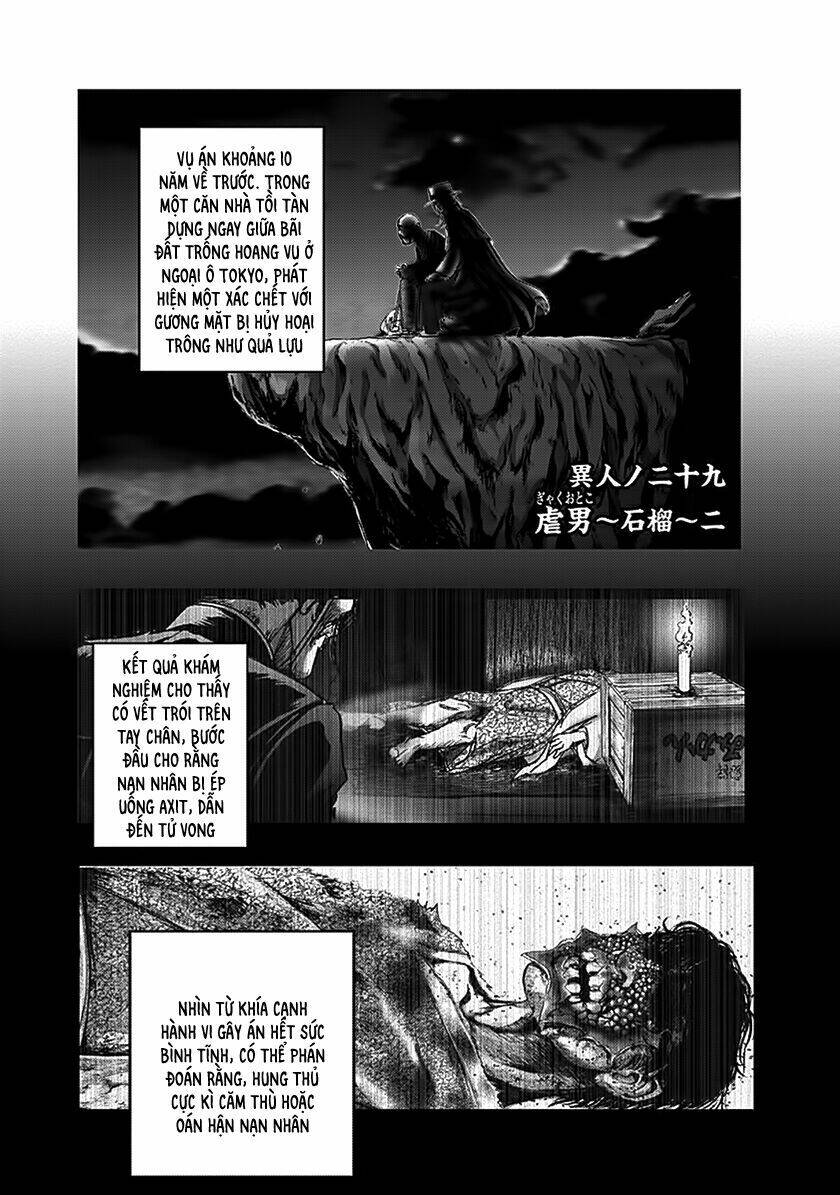 VỤ ÁN KHOẢNG 10
NĂM VỀ TRƯỚC. TRONG
MỘT CĂN NHÀ TỒI TÀN
DỰNG NGAY GIỮA BÃI
ĐẤT TRỐNG HOANG VU Ở
NGOẠI Ô TOKYO, PHÁT
HIỆN MỘT XÁC CHẾT VỚI
GƯƠNG MẶT BỊ HỦY HOẠI
TRÔNG NHƯ QUẢ LỰU
異人ノ二十九
ぎゃくおとこ
虐男～石榴～二
KẾT QUẢ KHÁM
NGHIỆM CHO THẤY
CÓ VẾT TRÓI TRÊN
TAY CHÂN, BƯỚC
ĐẦU CHO RẰNG
NẠN NHÂN BỊ ÉP
UỐNG AXIT, DẪN
ĐẾN TỬ VONG
みかん
NHÌN TỪ KHÍA CẠNH
HÀNH VI GÂY ÁN HẾT SỨC
BÌNH TĨNH, CÓ THỂ PHÁN
ĐOÁN RẰNG, HUNG THỦ
CỰC KÌ CĂM THÙ HOẶC
OÁN HẬN NẠN NHÂN